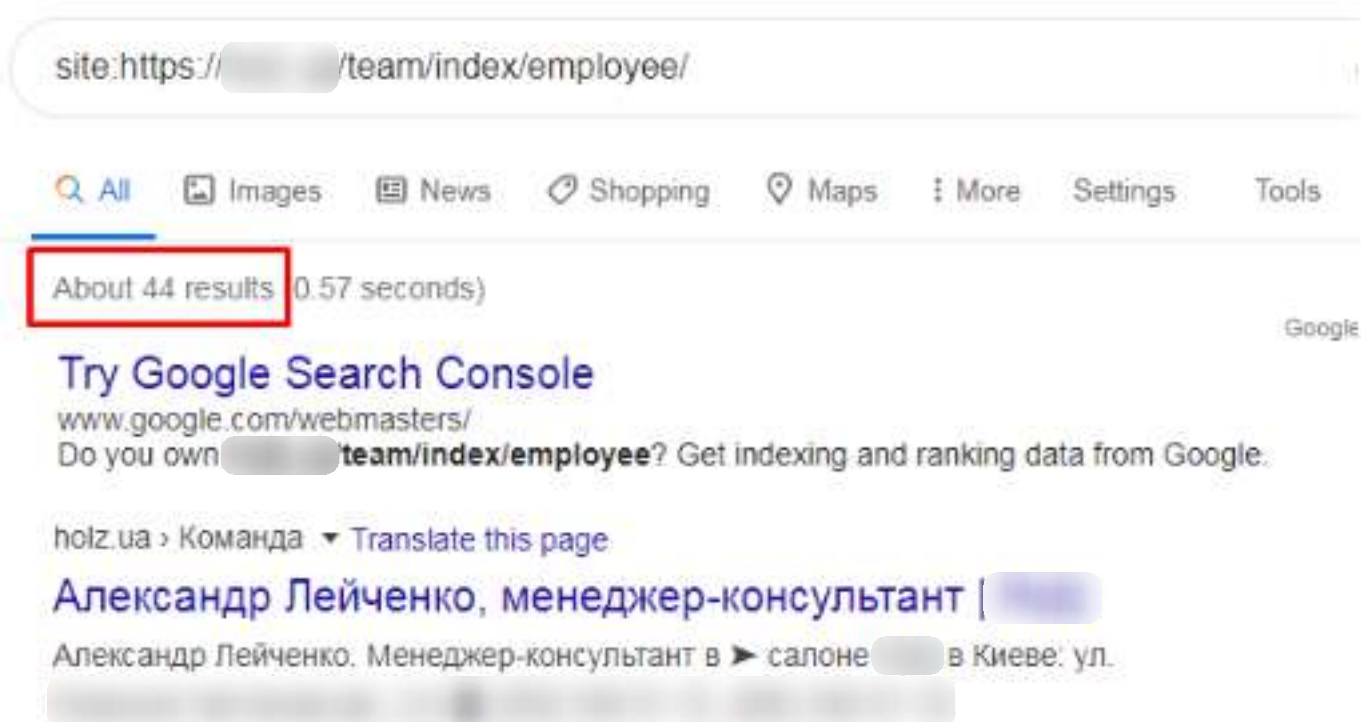 site:https:// /team/index/employee/
All Images News Shopping Maps More Settings Tools
About 44 results 0.57 seconds)
Google
Try Google Search Console
www.google.com/webmasters/
Do you own /team/index/employee? Get indexing and ranking data from Google.
holz.ua › Команда ▾ Translate this page
Александр Лейченко, менеджер-консультант |
Александр Лейченко. Менеджер-консультант в ➤ салоне в Киеве: ул.